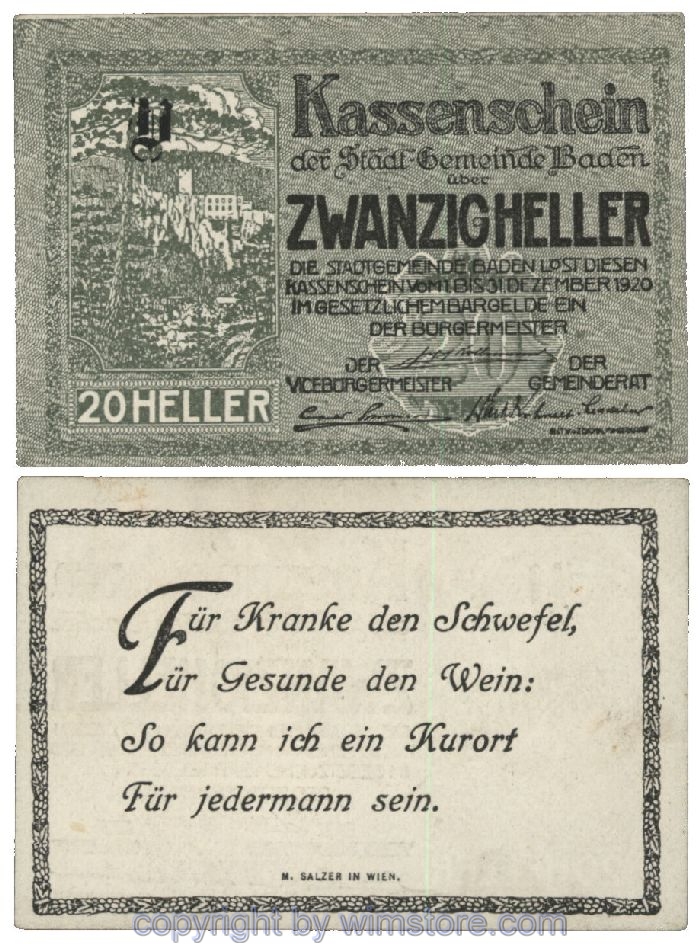 Kassenschein
der Stadt-Gemeinde Baden
über
ZWANZIGHELLER
DIE STADTGEMEINDE BADEN LÖST DIESEN
KASSENSCHEIN VOM 1. BIS 31. DEZEMBER 1920
IM GESETZLICHEM BARGELDE EIN
DER BÜRGERMEISTER
20
DER VICEBÜRGERMEISTER
DER GEMEINDERAT
20 HELLER
Für Kranke den Schwefel,
Für Gesunde den Wein:
So kann ich ein Kurort
Für jedermann sein.
M. SALZER IN WIEN.
copyright by wimstore.com